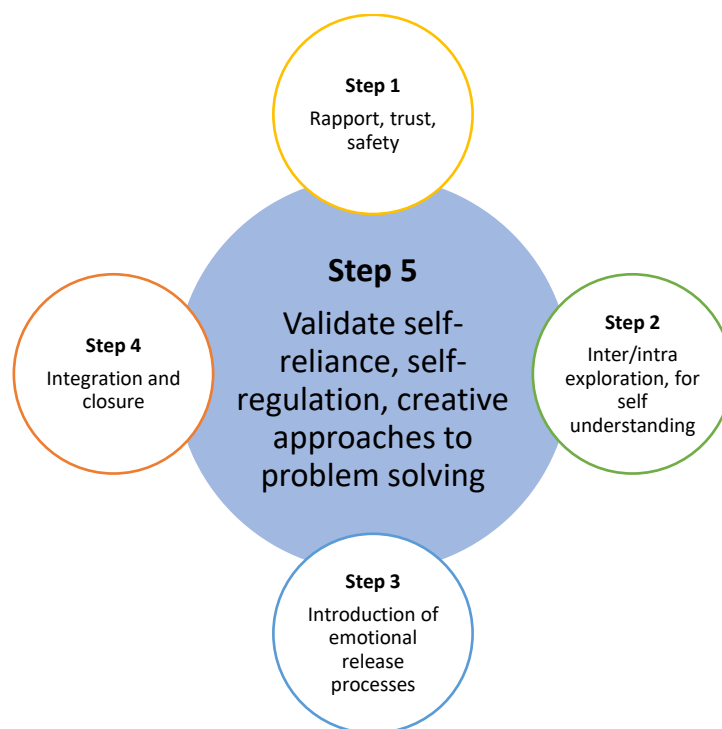 Step 1
Rapport, trust,
safety
Step 5
Validate self-
reliance, self-
regulation, creative
approaches to
problem solving
Step 2
Inter/intra
exploration, for
self
understanding
Step 4
Integration and
closure
Step 3
Introduction of
emotional
release
processes